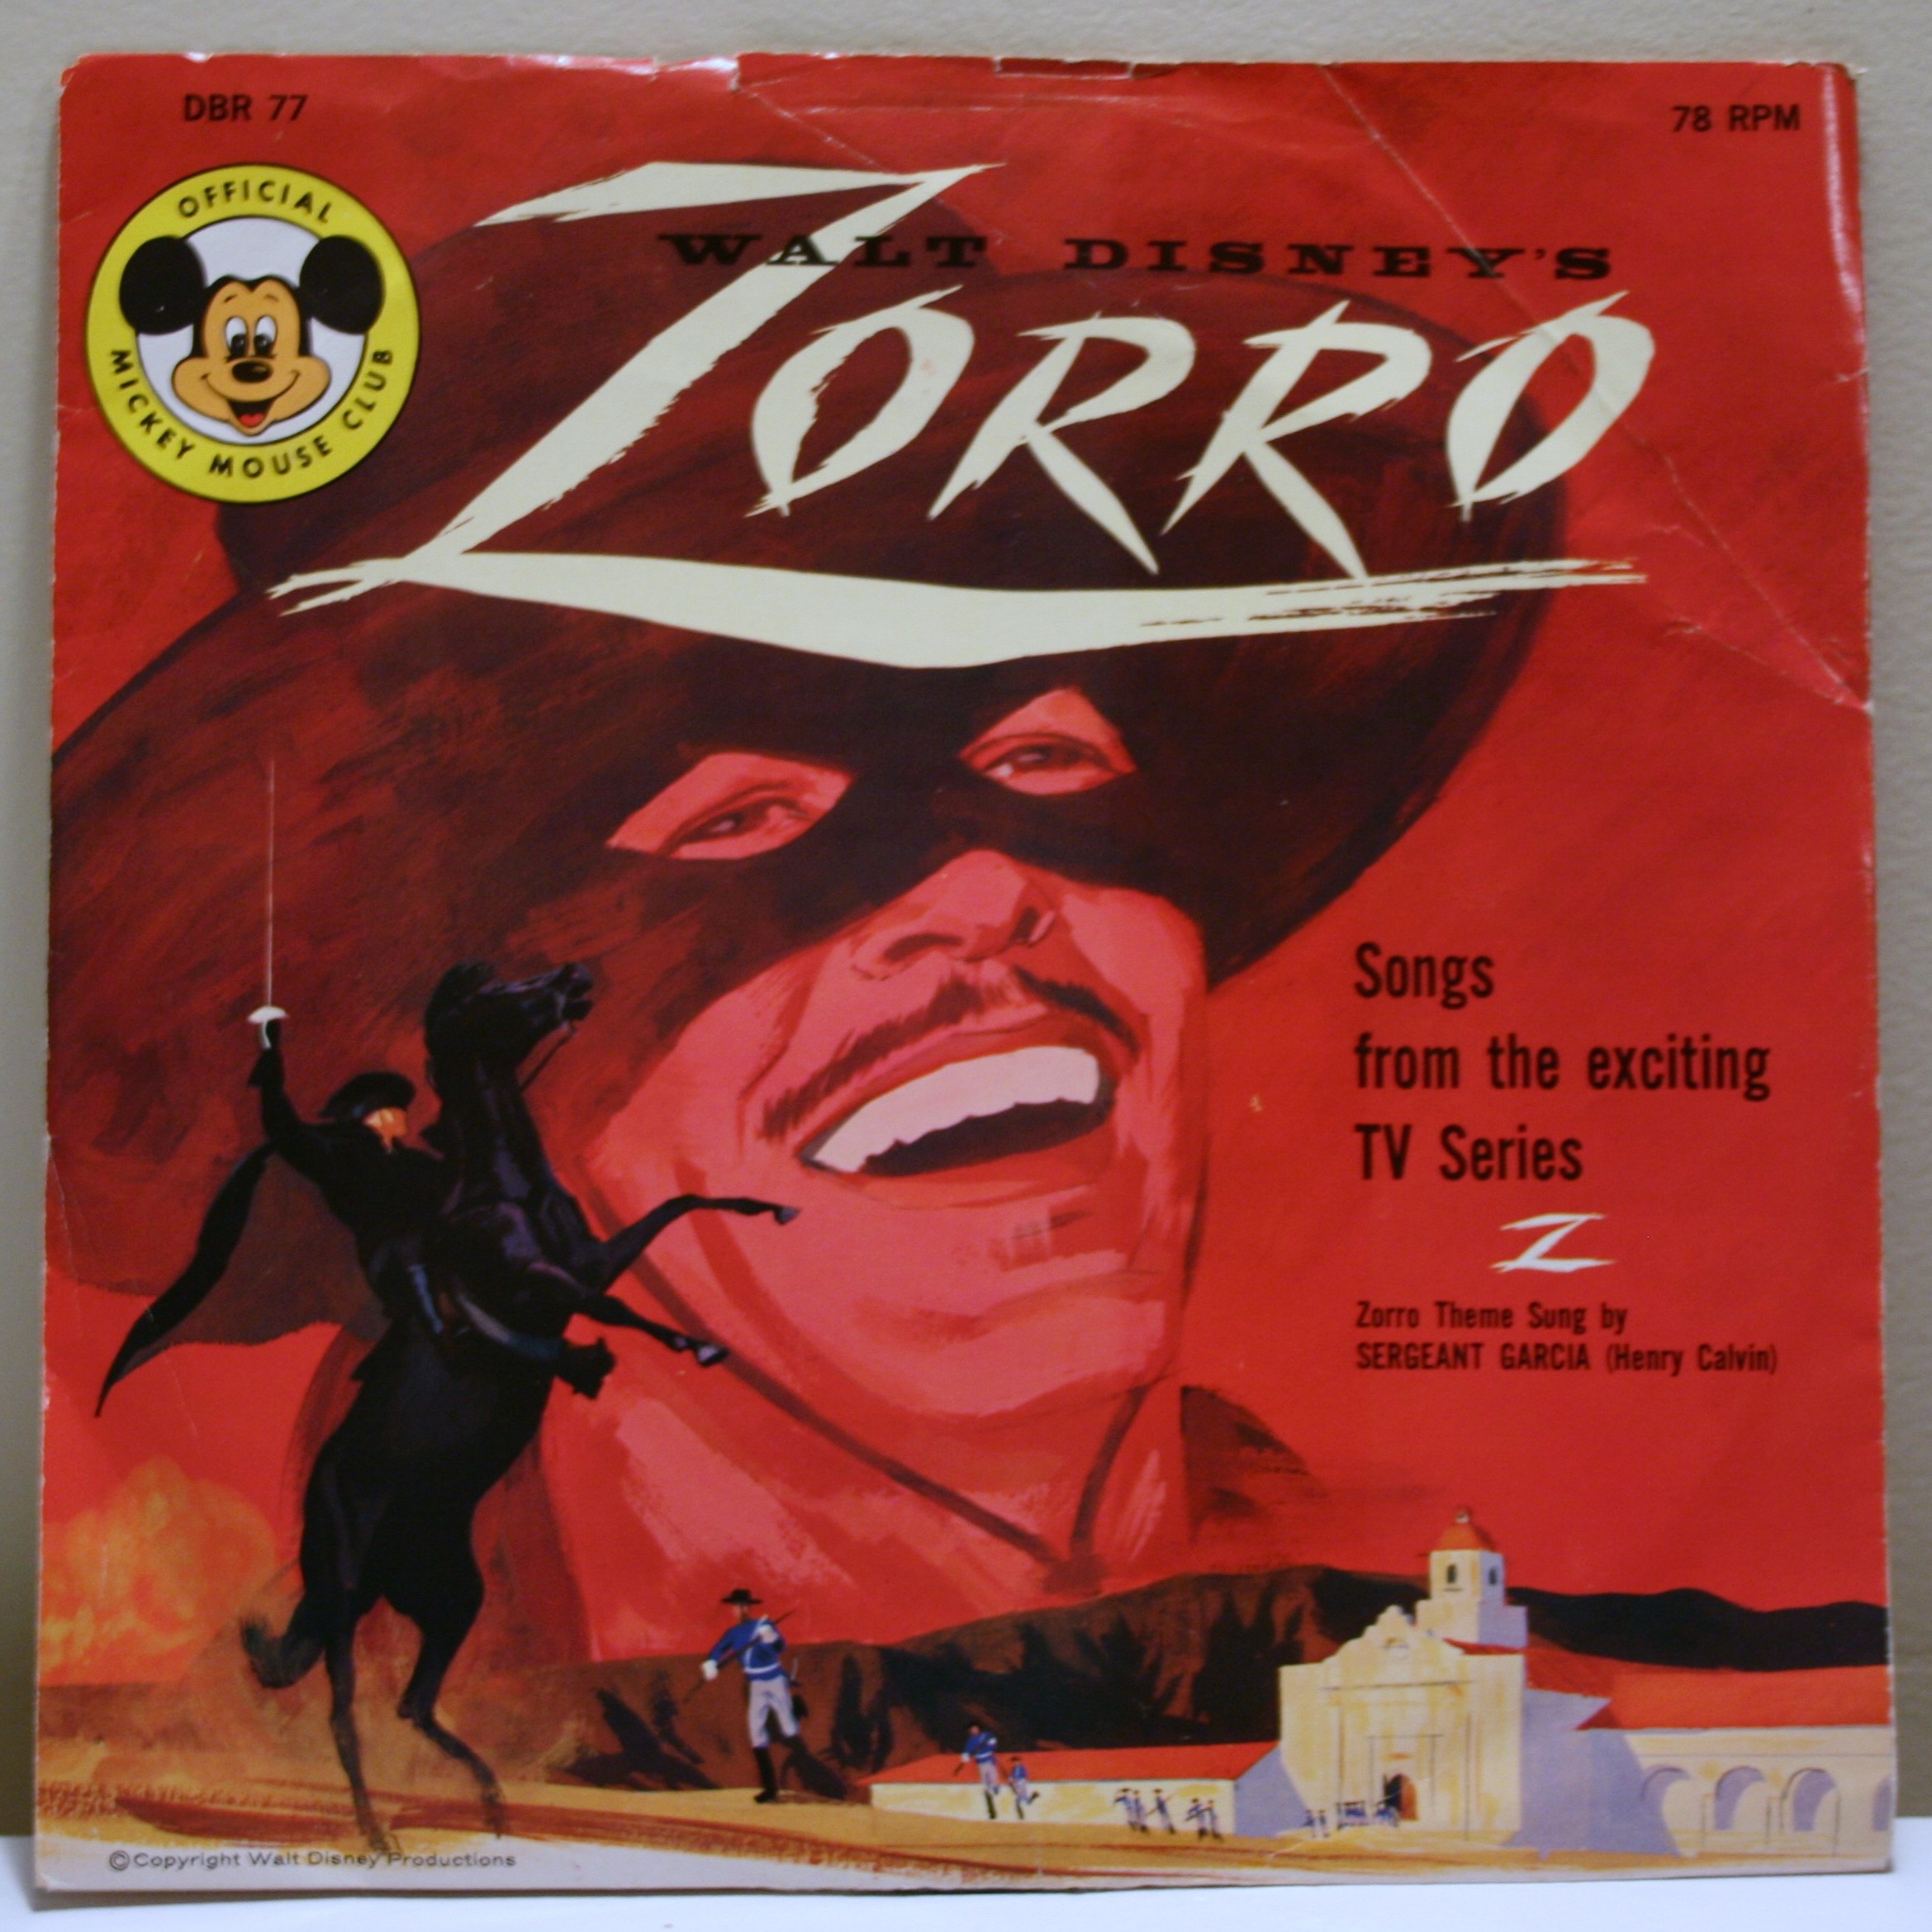 DBR 77
78 RPM
OFFICIAL
MICKEY MOUSE CLUB
WALT DISNEY'S
ZORRO
Songs
from the exciting
TV Series
Z
Zorro Theme Sung by
SERGEANT GARCIA (Henry Calvin)
©Copyright Walt Disney Productions